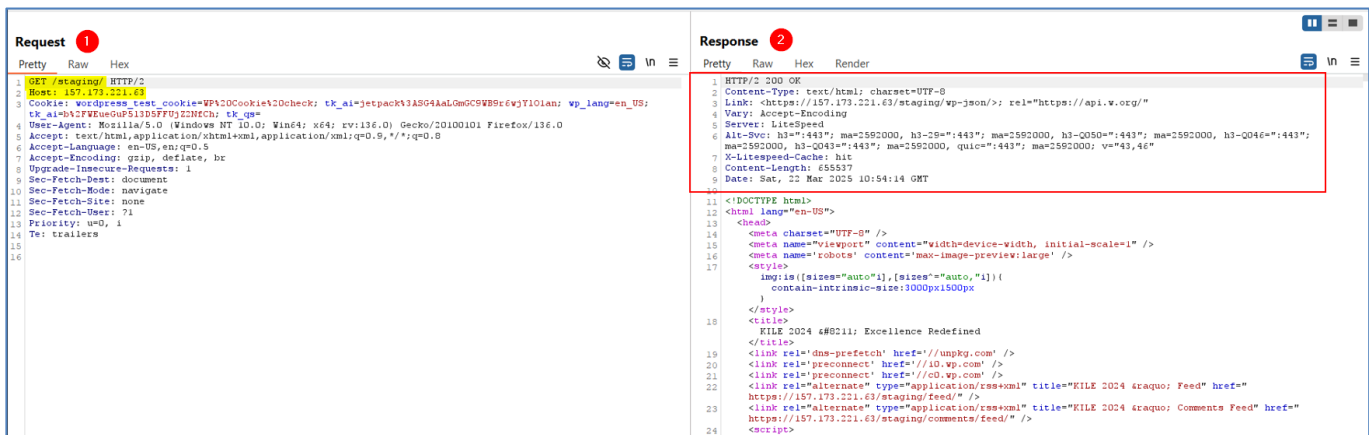 Request 1
Pretty Raw Hex
\n
1 GET /staging/ HTTP/2
2 Host: 157.173.221.63
3 Cookie: wordpress_test_cookie=WP%20Cookie%20check; wp_lang=en_US;
tk_qs=
4 User-Agent: Mozilla/5.0 (Windows NT 10.0; Win64; x64; rv:136.0) Gecko/20100101 Firefox/136.0
5 Accept: text/html,application/xhtml+xml,application/xml;q=0.9,*/*;q=0.8
6 Accept-Language: en-US,en;q=0.5
7 Accept-Encoding: gzip, deflate, br
8 Upgrade-Insecure-Requests: 1
9 Sec-Fetch-Dest: document
10 Sec-Fetch-Mode: navigate
11 Sec-Fetch-Site: none
12 Sec-Fetch-User: ?1
13 Priority: u=0, i
14 Te: trailers
15
16
Response 2
Pretty Raw Hex Render
\n
1 HTTP/2 200 OK
2 Content-Type: text/html; charset=UTF-8
3 Link: <https://157.173.221.63/staging/wp-json/>; rel="https://api.w.org/"
4 Vary: Accept-Encoding
5 Server: LiteSpeed
6 Alt-Svc: h3=":443"; ma=2592000, h3-29=":443"; ma=2592000, h3-Q050=":443"; ma=2592000, h3-Q046=":443";
ma=2592000, h3-Q043=":443"; ma=2592000, quic=":443"; ma=2592000; v="43,46"
7 X-Litespeed-Cache: hit
8 Content-Length: 655537
9 Date: Sat, 22 Mar 2025 10:54:14 GMT
10
11 <!DOCTYPE html>
12 <html lang="en-US">
13 <head>
14 <meta charset="UTF-8" />
15 <meta name="viewport" content="width=device-width, initial-scale=1" />
16 <meta name='robots' content='max-image-preview:large' />
17 <style>
img:is([sizes="auto"i],[sizes^="auto,"i]){
contain-intrinsic-size:3000px1500px
}
</style>
18 <title>
KILE 2024 &#8211; Excellence Redefined
</title>
19 <link rel='dns-prefetch' href='//unpkg.com' />
20 <link rel='preconnect' href='//i0.wp.com' />
21 <link rel='preconnect' href='//c0.wp.com' />
22 <link rel="alternate" type="application/rss+xml" title="KILE 2024 &raquo; Feed" href="
https://157.173.221.63/staging/feed/" />
23 <link rel="alternate" type="application/rss+xml" title="KILE 2024 &raquo; Comments Feed" href="
https://157.173.221.63/staging/comments/feed/" />
24 <script>